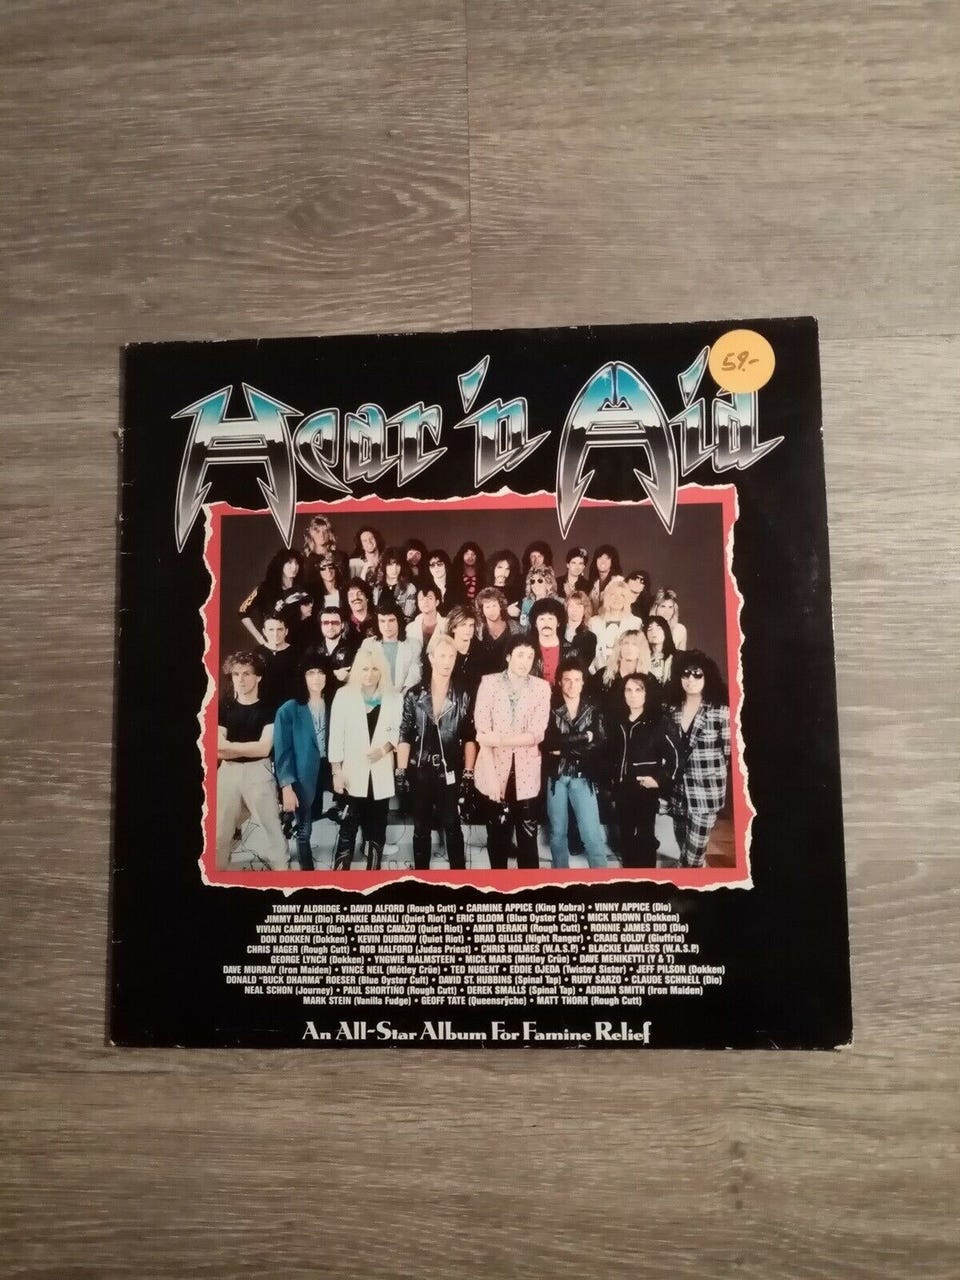 Hear 'n Aid
59.-
TOMMY ALDRIDGE • DAVID ALFORD (Rough Cutt) • CARMINE APPICE (King Kobra) • VINNY APPICE (Dio)
JIMMY BAIN (Dio) FRANKIE BANALI (Quiet Riot) • ERIC BLOOM (Blue Oyster Cult) • MICK BROWN (Dokken)
VIVIAN CAMPBELL (Dio) • CARLOS CAVAZO (Quiet Riot) • AMIR DERAKH (Rough Cutt) • RONNIE JAMES DIO (Dio)
DON DOKKEN (Dokken) • KEVIN DUBROW (Quiet Riot) • BRAD GILLIS (Night Ranger) • CRAIG GOLDY (Giuffria)
CHRIS HAGER (Rough Cutt) • ROB HALFORD (Judas Priest) • CHRIS HOLMES (W.A.S.P.) • BLACKIE LAWLESS (W.A.S.P.)
GEORGE LYNCH (Dokken) • YNGWIE MALMSTEEN • MICK MARS (Mötley Crüe) • DAVE MENIKETTI (Y & T)
DAVE MURRAY (Iron Maiden) • VINCE NEIL (Mötley Crüe) • TED NUGENT • EDDIE OJEDA (Twisted Sister) • JEFF PILSON (Dokken)
DONALD "BUCK DHARMA" ROESER (Blue Oyster Cult) • DAVID ST. HUBBINS (Spinal Tap) • RUDY SARZO • CLAUDE SCHNELL (Dio)
NEAL SCHON (Journey) • PAUL SHORTINO (Rough Cutt) • DEREK SMALLS (Spinal Tap) • ADRIAN SMITH (Iron Maiden)
MARK STEIN (Vanilla Fudge) • GEOFF TATE (Queensrÿche) • MATT THORR (Rough Cutt)
An All-Star Album For Famine Relief